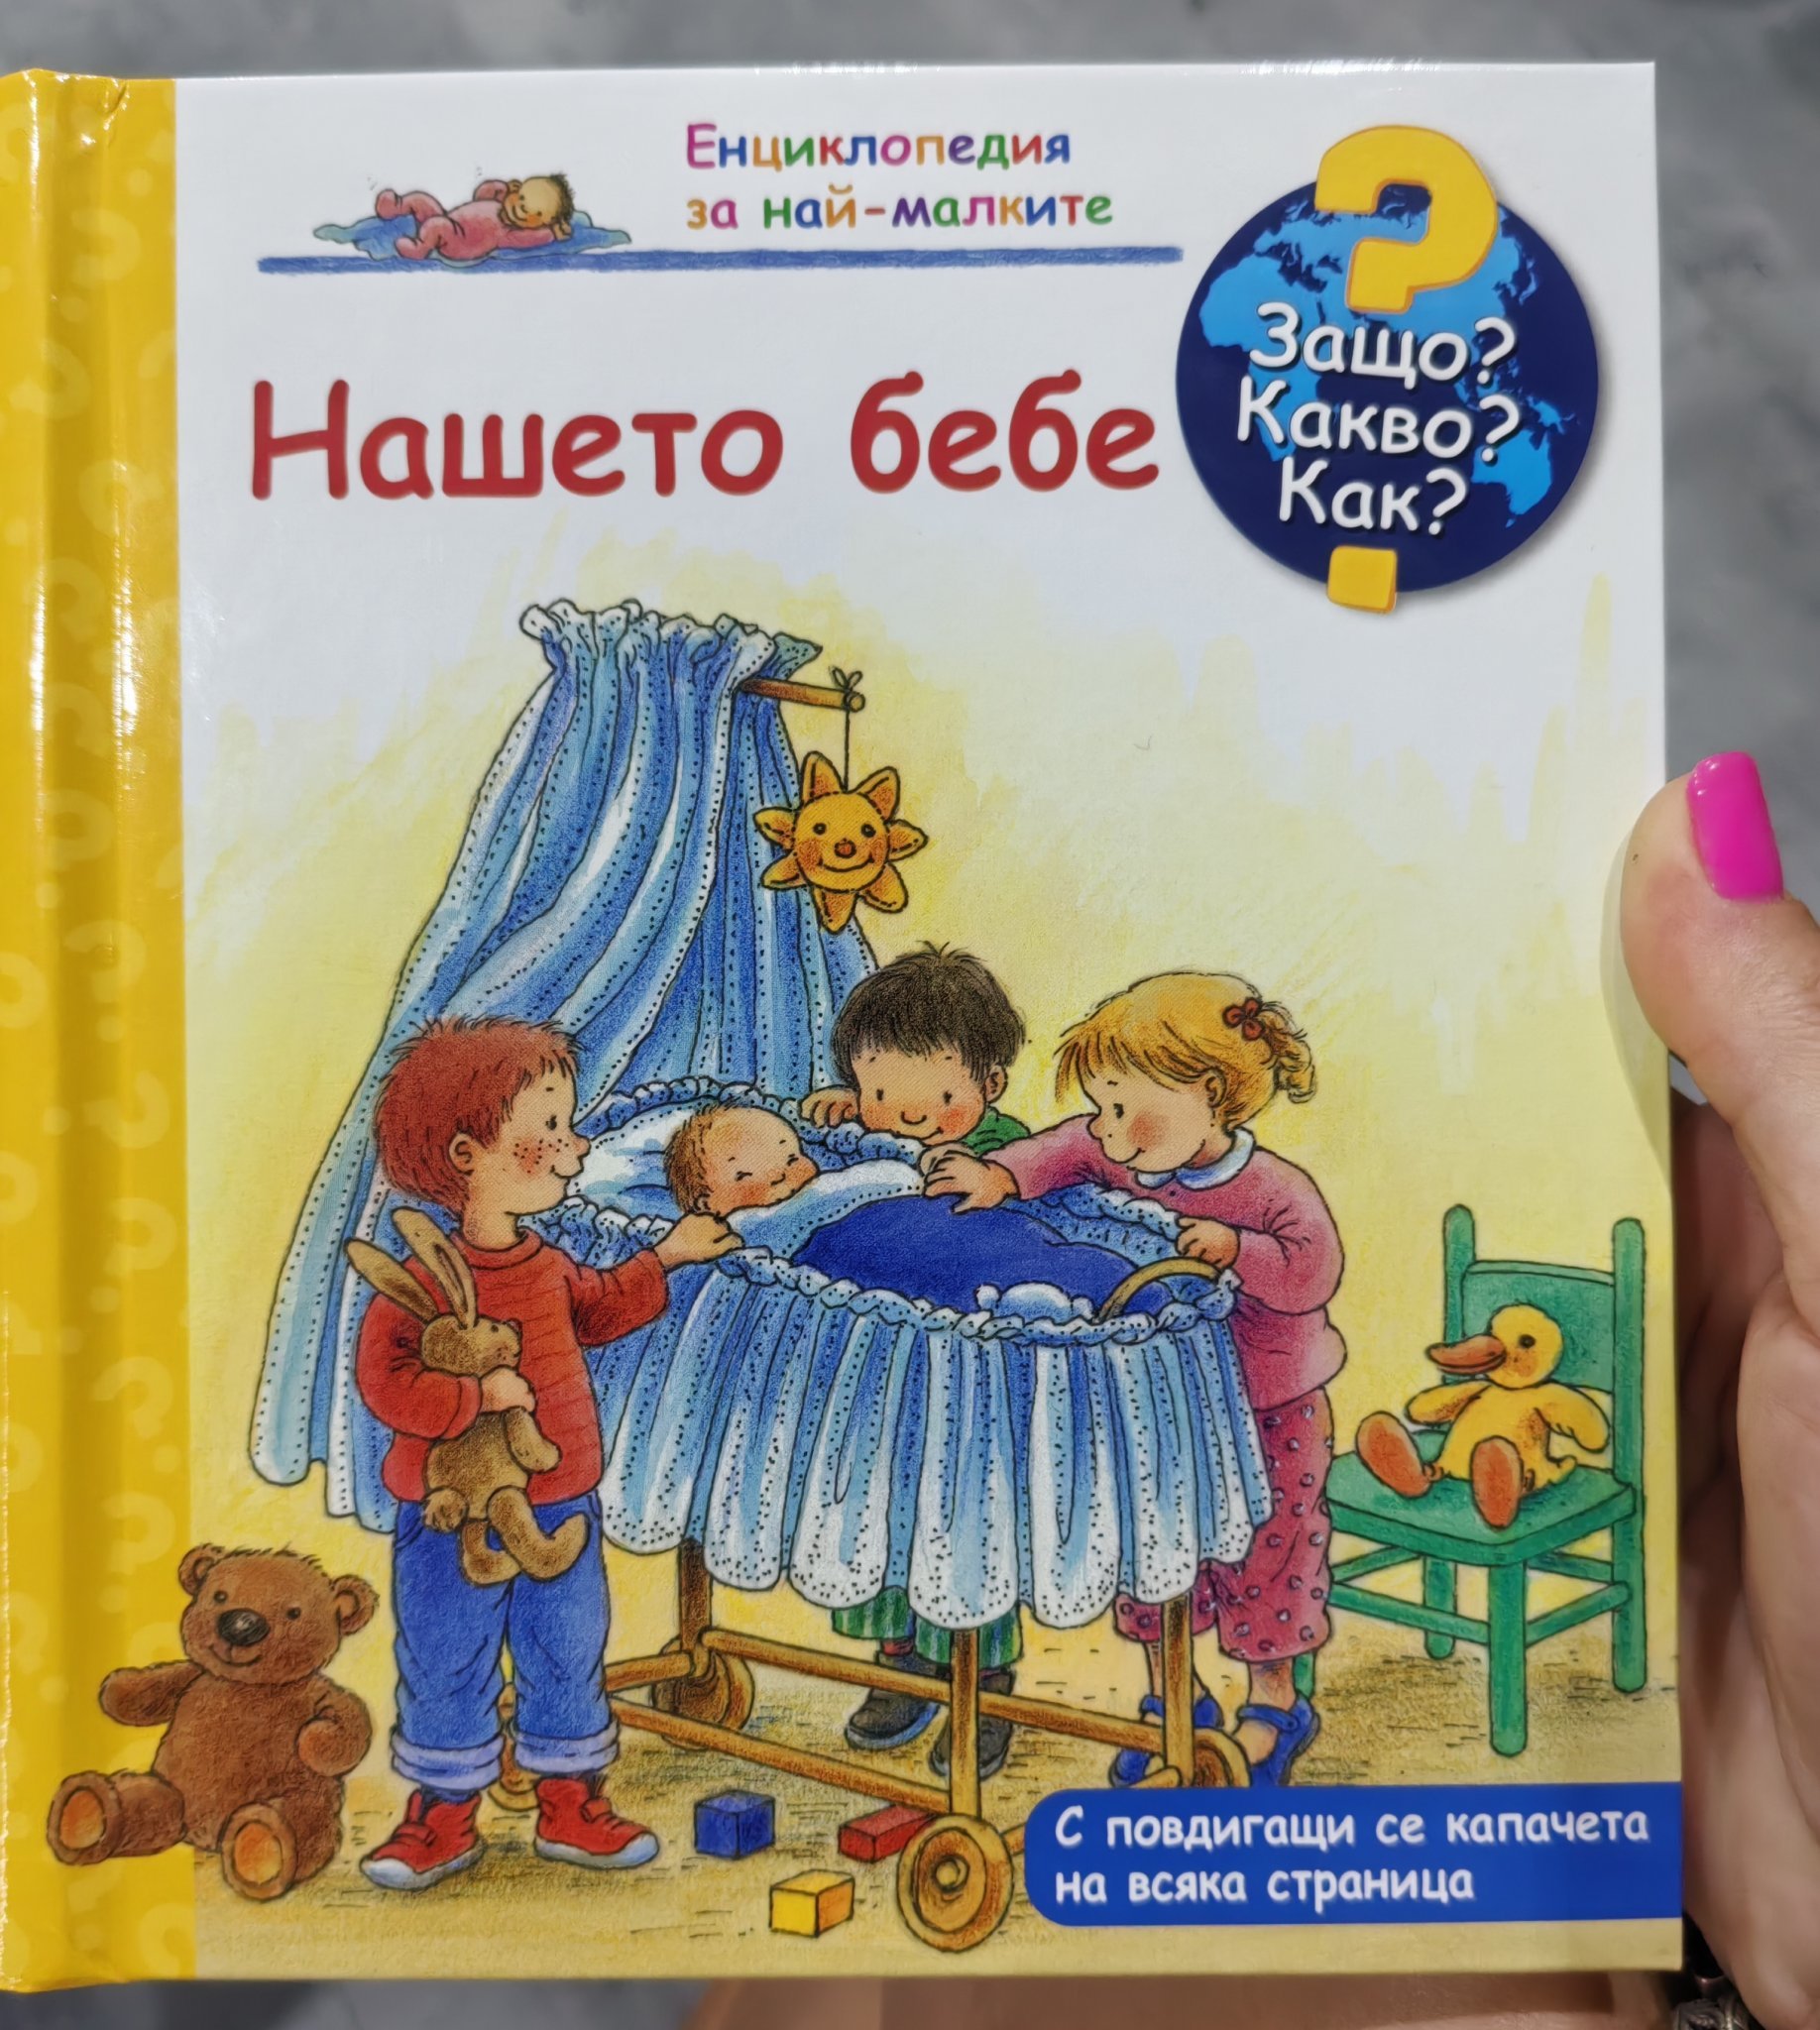 Енциклопедия
за най-малките
Защо?
Какво?
Как?
Нашето бебе
С повдигащи се капачета
на всяка страница